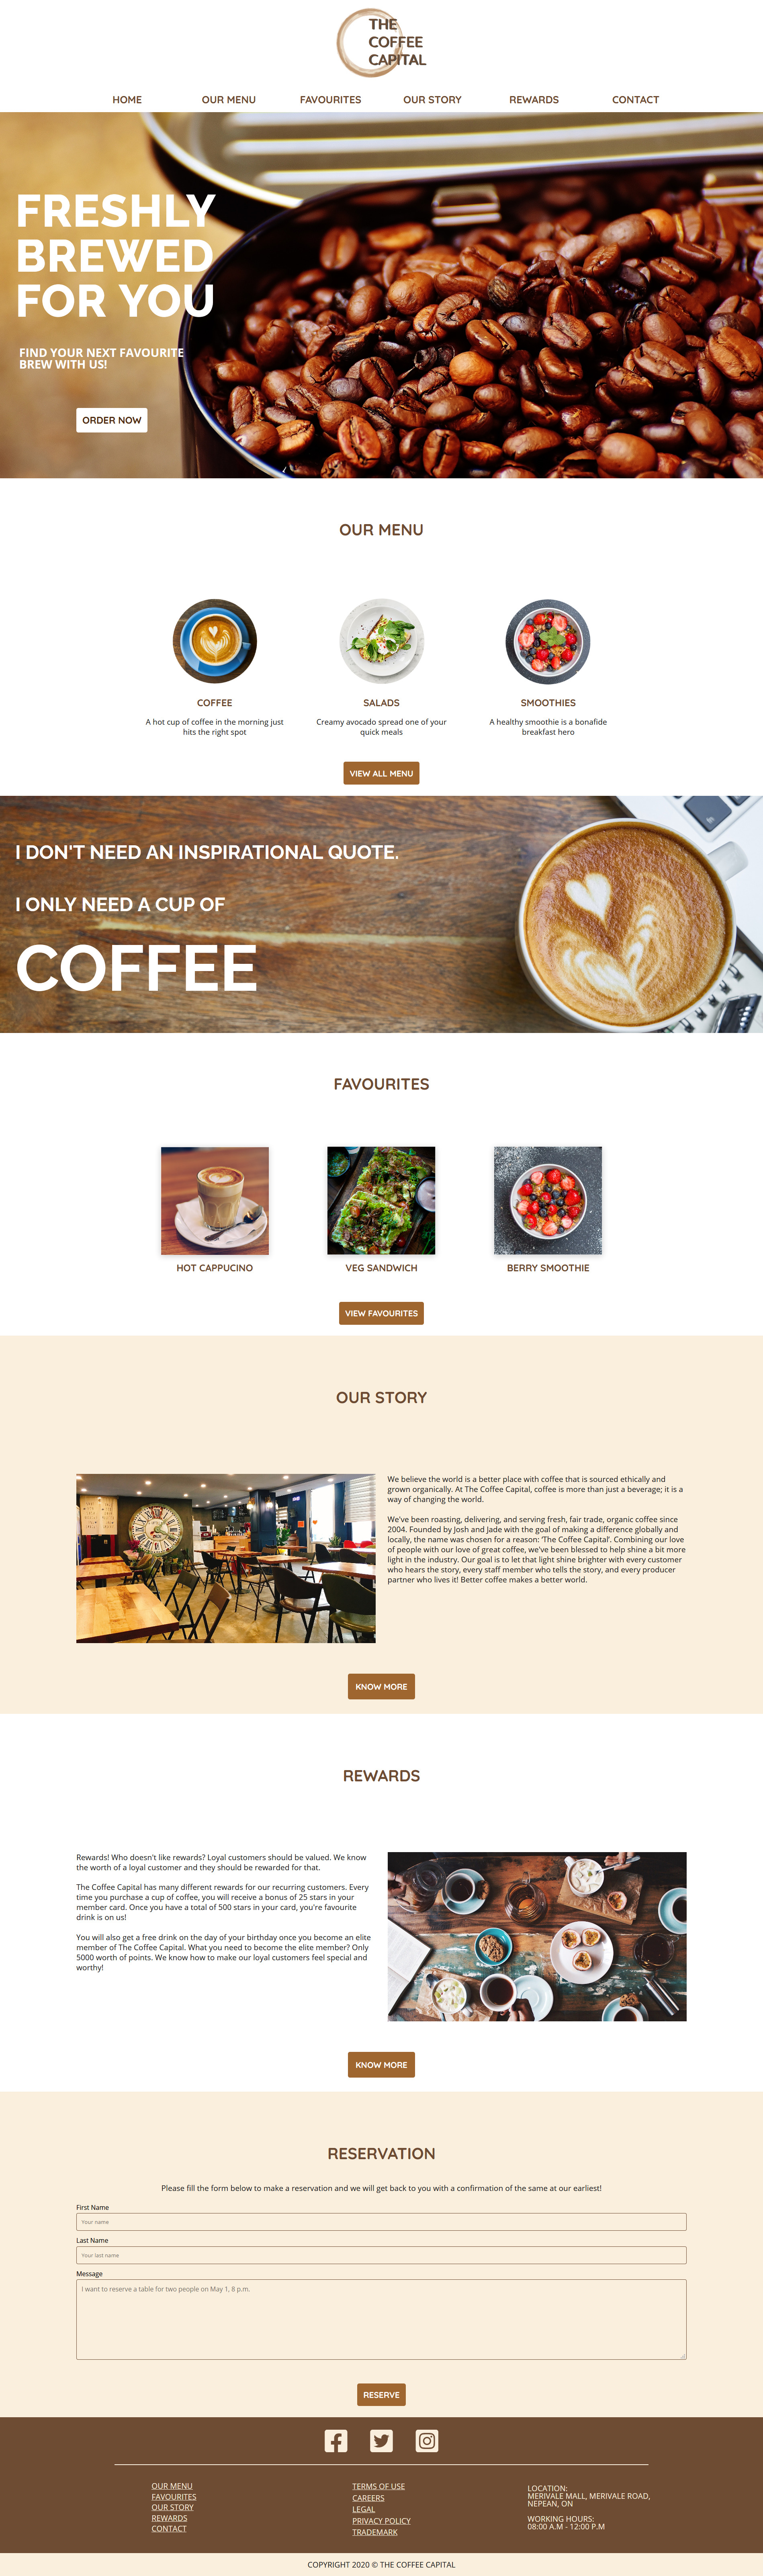 THE
COFFEE
CAPITAL
HOME OUR MENU FAVOURITES OUR STORY REWARDS CONTACT
FRESHLY
BREWED
FOR YOU
FIND YOUR NEXT FAVOURITE
BREW WITH US!
ORDER NOW
OUR MENU
COFFEE
A hot cup of coffee in the morning just
hits the right spot
SALADS
Creamy avocado spread one of your
quick meals
SMOOTHIES
A healthy smoothie is a bonafide
breakfast hero
VIEW ALL MENU
I DON'T NEED AN INSPIRATIONAL QUOTE.
I ONLY NEED A CUP OF
COFFEE
FAVOURITES
HOT CAPPUCINO
VEG SANDWICH
BERRY SMOOTHIE
VIEW FAVOURITES
OUR STORY
We believe the world is a better place with coffee that is sourced ethically and
grown organically. At The Coffee Capital, coffee is more than just a beverage; it is a
way of changing the world.
We've been roasting, delivering, and serving fresh, fair trade, organic coffee since
2004. Founded by Josh and Jade with the goal of making a difference globally and
locally, the name was chosen for a reason: 'The Coffee Capital'. Combining our love
of people with our love of great coffee, we've been blessed to help shine a bit more
light in the industry. Our goal is to let that light shine brighter with every customer
who hears the story, every staff member who tells the story, and every producer
partner who lives it! Better coffee makes a better world.
KNOW MORE
REWARDS
Rewards! Who doesn't like rewards? Loyal customers should be valued. We know
the worth of a loyal customer and they should be rewarded for that.
The Coffee Capital has many different rewards for our recurring customers. Every
time you purchase a cup of coffee, you will receive a bonus of 25 stars in your
member card. Once you have a total of 500 stars in your card, you're favourite
drink is on us!
You will also get a free drink on the day of your birthday once you become an elite
member of The Coffee Capital. What you need to become the elite member? Only
5000 worth of points. We know how to make our loyal customers feel special and
worthy!
KNOW MORE
RESERVATION
Please fill the form below to make a reservation and we will get back to you with a confirmation of the same at our earliest!
First Name
Your name
Last Name
Your last name
Message
I want to reserve a table for two people on May 1, 8 p.m.
RESERVE
OUR MENU
FAVOURITES
OUR STORY
REWARDS
CONTACT
TERMS OF USE
CAREERS
LEGAL
PRIVACY POLICY
TRADEMARK
LOCATION:
MERIVALE MALL, MERIVALE ROAD,
NEPEAN, ON
WORKING HOURS:
08:00 A.M - 12:00 P.M
COPYRIGHT 2020 © THE COFFEE CAPITAL